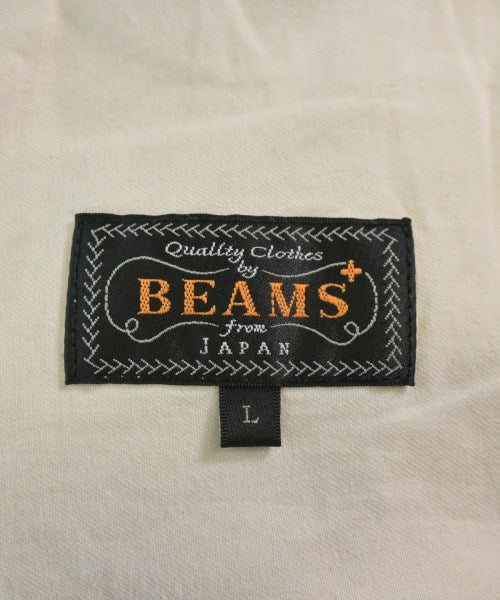 Quality Clothes
by
BEAMS+
from
JAPAN
L